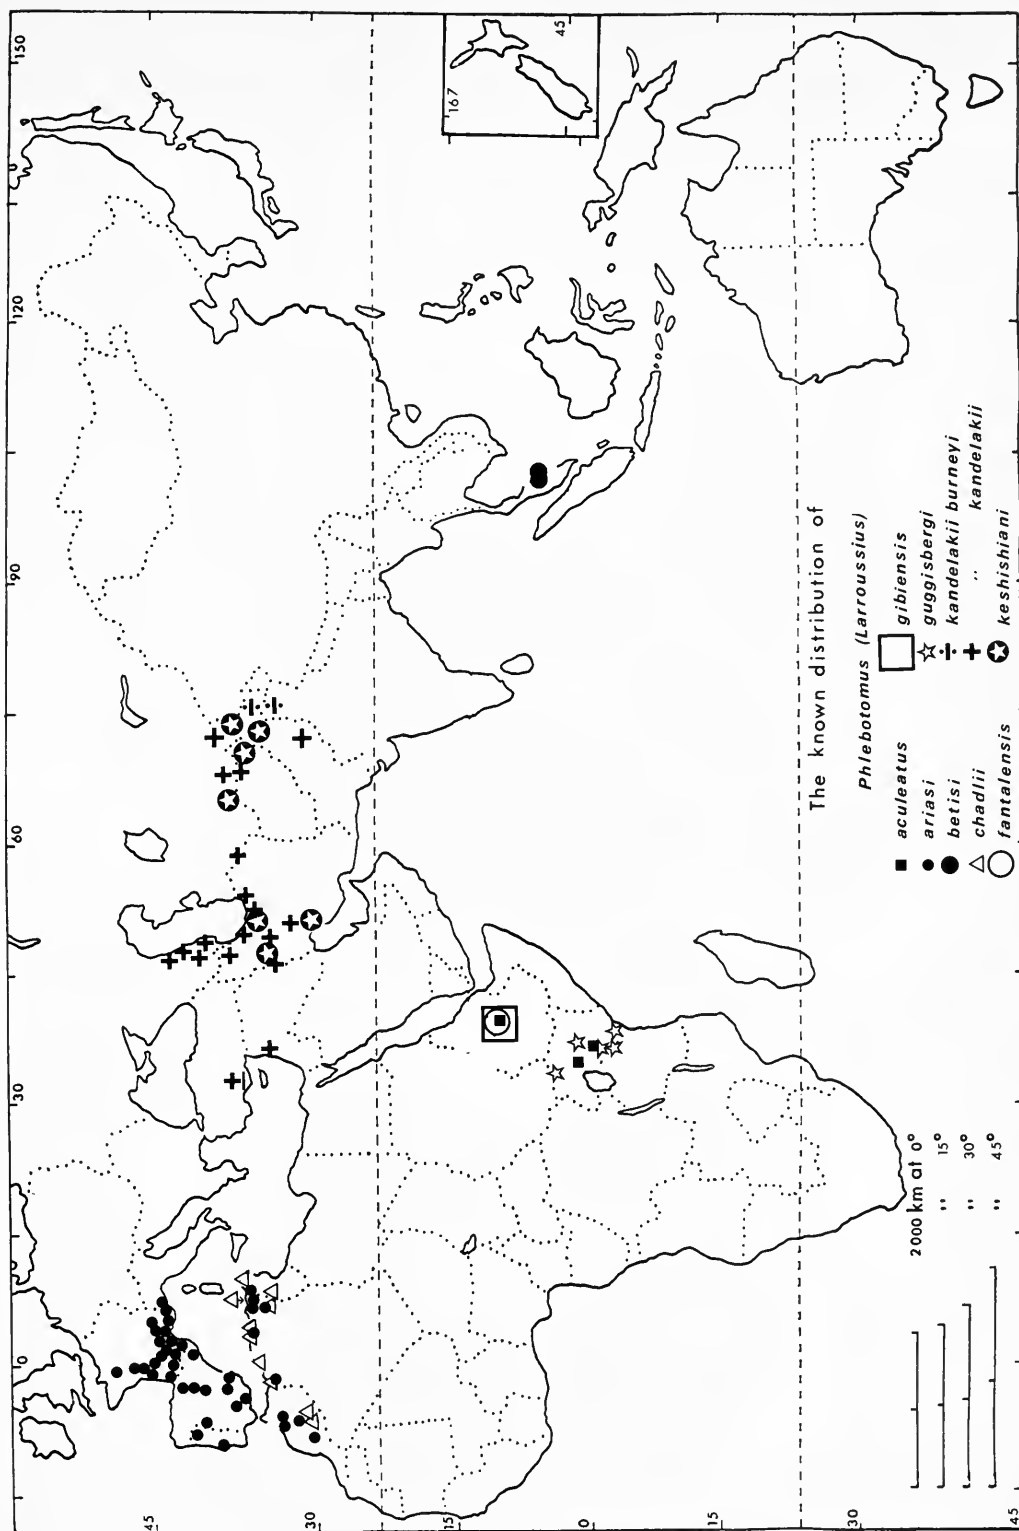 150
120
90
60
30
0
45
30
15
0
15
30
45
167
45
The known distribution of
Phlebotomus (Larroussius)
■ aculeatus
● ariasi
● betisi
△ chadlii
○ fantalensis
□ gibiensis
☆ guggisbergi
÷ kandelakii burneyi
+ ,, kandelakii
✪ keshishiani
2000 km at 0°
,, 15°
,, 30°
,, 45°